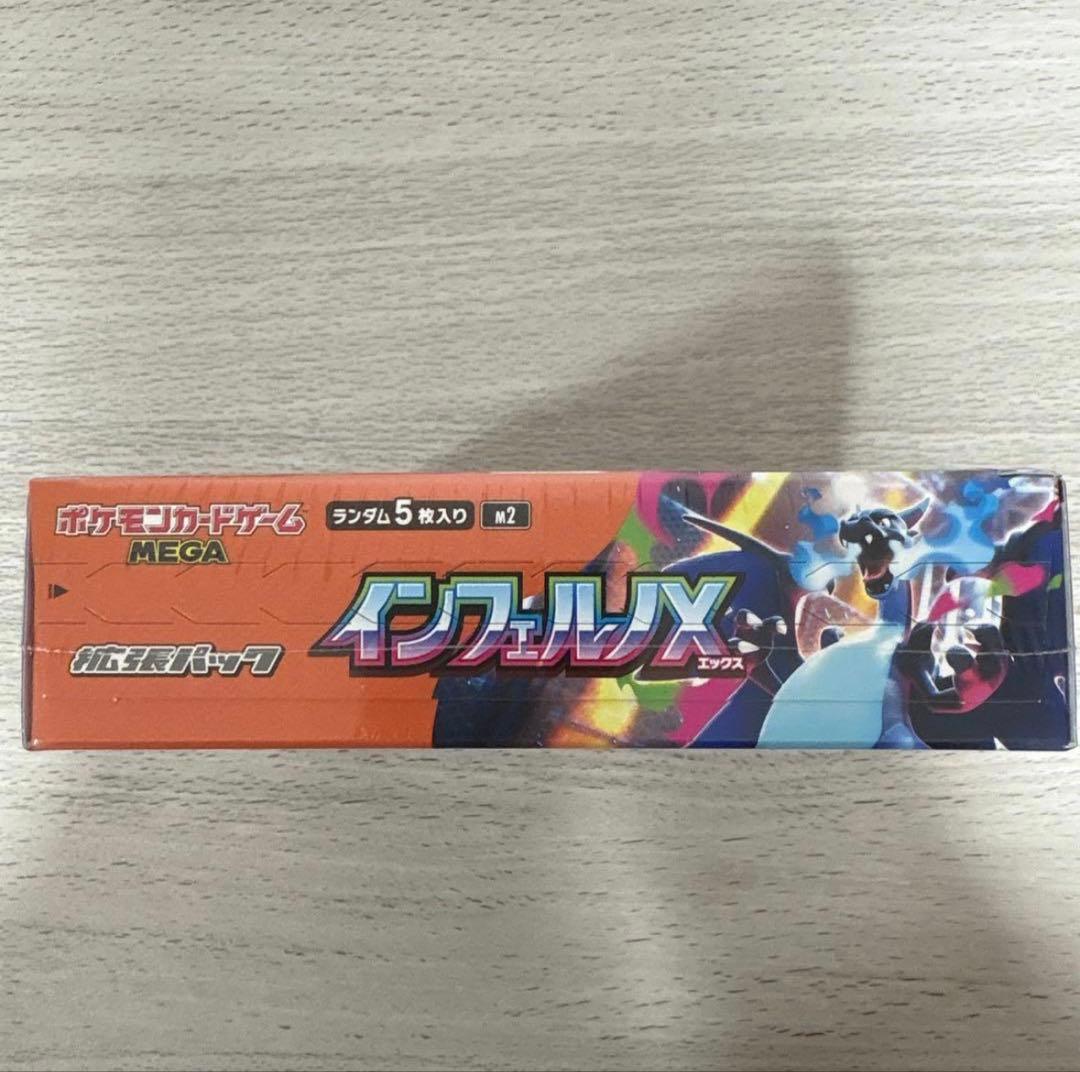 ポケモンカードゲーム
MEGA
ランダム5枚入り
M2
インフェルノX
エックス
拡張パック